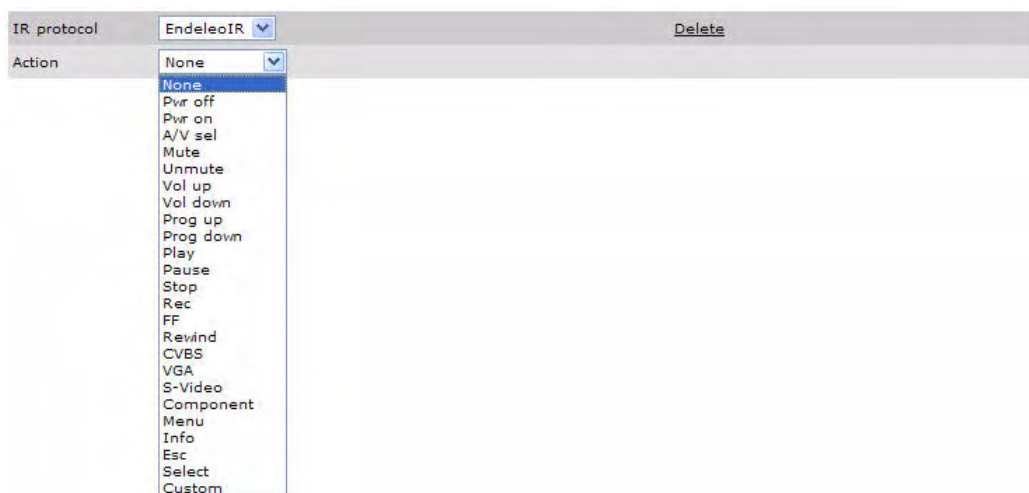 IR protocol EndeleoIR Delete
Action None
None
Pwr off
Pwr on
A/V sel
Mute
Unmute
Vol up
Vol down
Prog up
Prog down
Play
Pause
Stop
Rec
FF
Rewind
CVBS
VGA
S-Video
Component
Menu
Info
Esc
Select
Custom